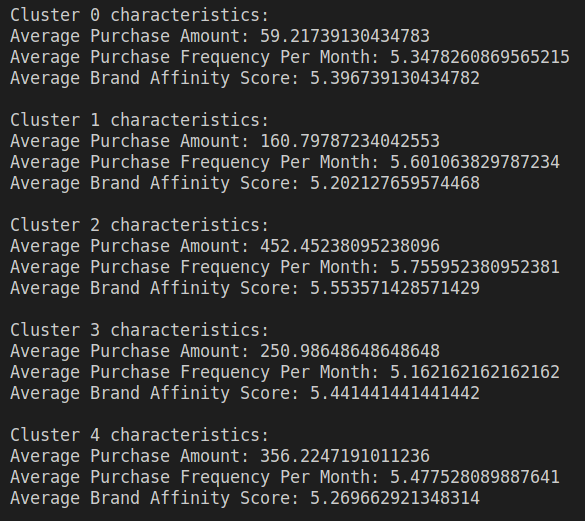 Cluster 0 characteristics:
Average Purchase Amount: 59.21739130434783
Average Purchase Frequency Per Month: 5.3478260869565215
Average Brand Affinity Score: 5.396739130434782
Cluster 1 characteristics:
Average Purchase Amount: 160.79787234042553
Average Purchase Frequency Per Month: 5.601063829787234
Average Brand Affinity Score: 5.202127659574468
Cluster 2 characteristics:
Average Purchase Amount: 452.45238095238096
Average Purchase Frequency Per Month: 5.755952380952381
Average Brand Affinity Score: 5.553571428571429
Cluster 3 characteristics:
Average Purchase Amount: 250.98648648648648
Average Purchase Frequency Per Month: 5.162162162162162
Average Brand Affinity Score: 5.441441441441442
Cluster 4 characteristics:
Average Purchase Amount: 356.2247191011236
Average Purchase Frequency Per Month: 5.477528089887641
Average Brand Affinity Score: 5.269662921348314